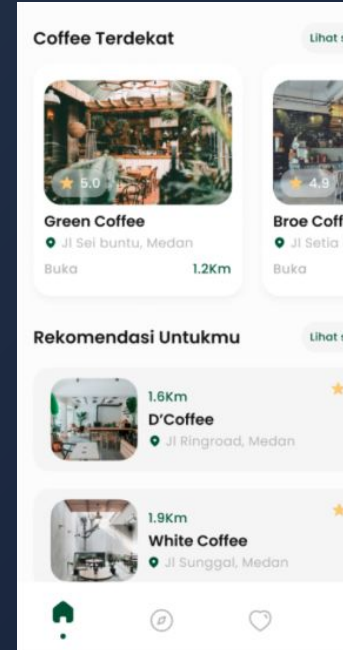 Coffee Terdekat
Lihat
5.0
4.9
Green Coffee
Jl Sei buntu, Medan
Buka
1.2Km
Broe Coff
Jl Setia
Buka
Rekomendasi Untukmu
Lihat
1.6Km
D'Coffee
Jl Ringroad, Medan
1.9Km
White Coffee
Jl Sunggal, Medan